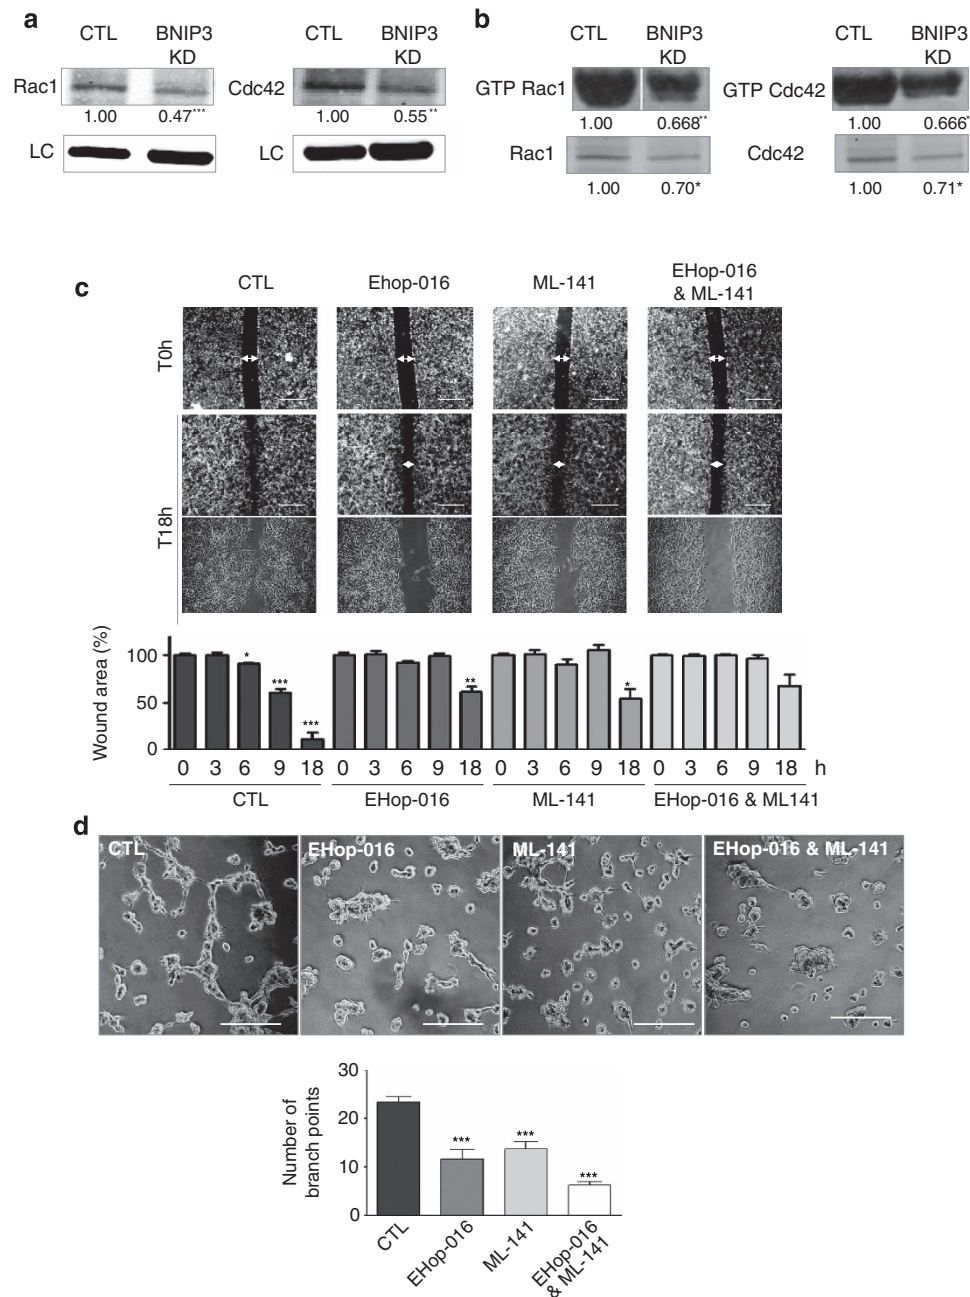 a
CTL BNIP3 KD CTL BNIP3 KD
Rac1 Cdc42
1.00 0.47*** 1.00 0.55**
LC LC
b
CTL BNIP3 KD CTL BNIP3 KD
GTP Rac1 GTP Cdc42
1.00 0.668** 1.00 0.666*
Rac1 Cdc42
1.00 0.70* 1.00 0.71*
c
CTL Ehop-016 ML-141 EHop-016 & ML-141
T0h
T18h
Wound area (%)
100
50
0
* *** *** ** *
0 3 6 9 18 0 3 6 9 18 0 3 6 9 18 0 3 6 9 18 h
CTL EHop-016 ML-141 EHop-016 & ML141
d
CTL EHop-016 ML-141 EHop-016 & ML-141
Number of
branch points
30
20
10
0
*** *** ***
CTL
EHop-016
ML-141
EHop-016
& ML-141